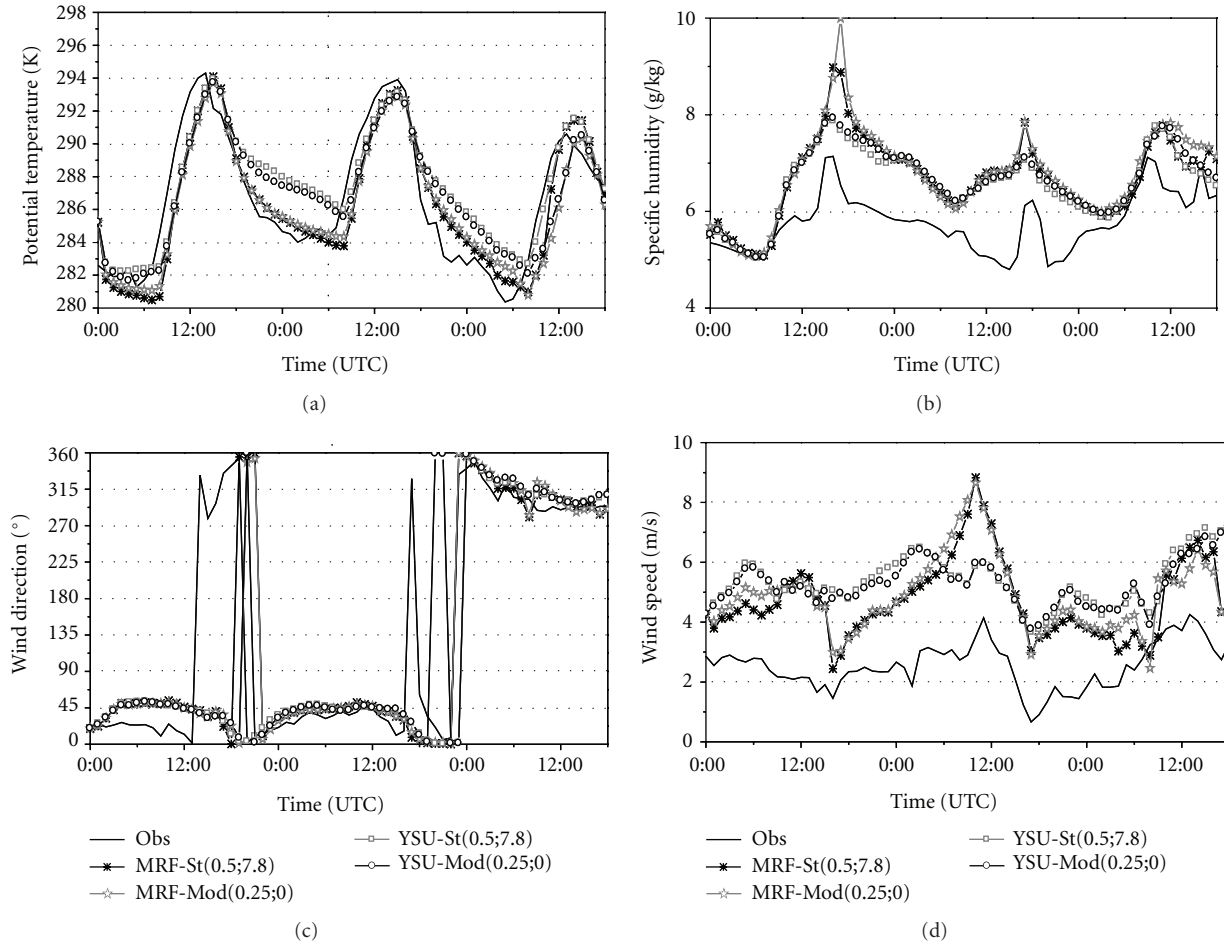 298
296
294
292
290
288
286
284
282
280
Potential temperature (K)
0:00 12:00 0:00 12:00 0:00 12:00
Time (UTC)
(a)
10
8
6
4
Specific humidity (g/kg)
0:00 12:00 0:00 12:00 0:00 12:00
Time (UTC)
(b)
360
315
270
225
180
135
90
45
0
Wind direction (°)
0:00 12:00 0:00 12:00 0:00 12:00
Time (UTC)
Obs
MRF-St(0.5;7.8)
MRF-Mod(0.25;0)
YSU-St(0.5;7.8)
YSU-Mod(0.25;0)
(c)
10
8
6
4
2
0
Wind speed (m/s)
0:00 12:00 0:00 12:00 0:00 12:00
Time (UTC)
Obs
MRF-St(0.5;7.8)
MRF-Mod(0.25;0)
YSU-St(0.5;7.8)
YSU-Mod(0.25;0)
(d)